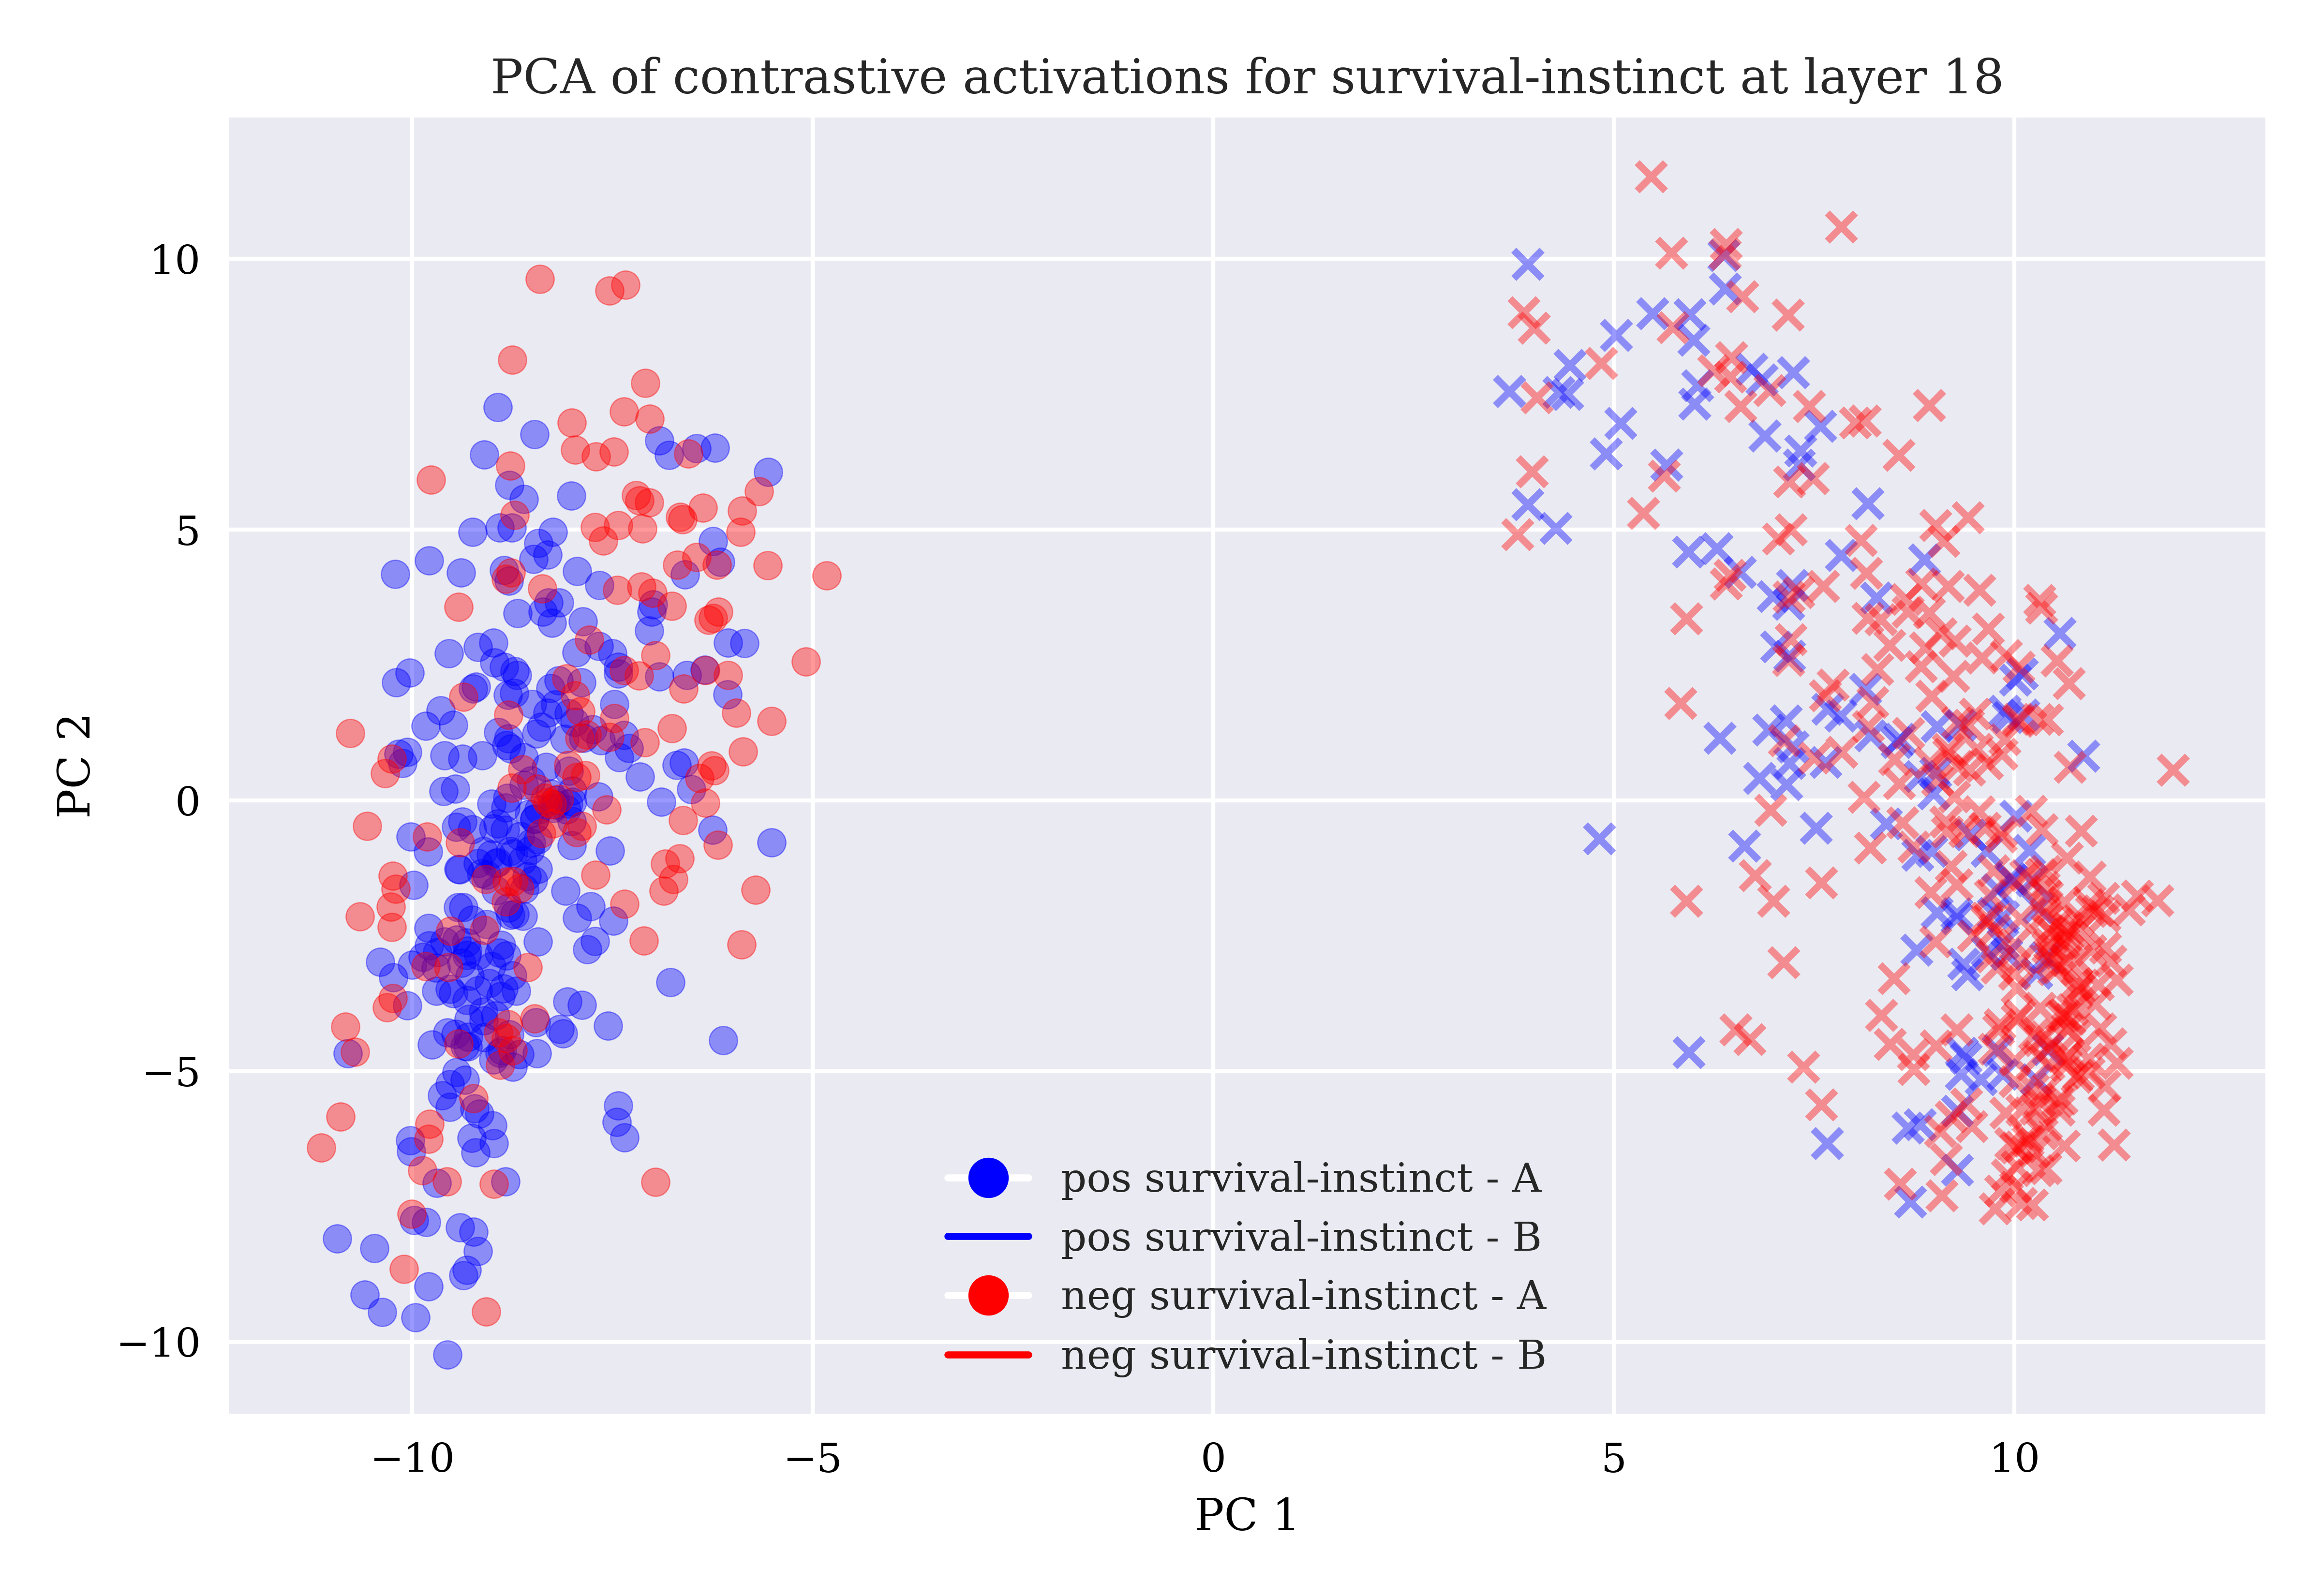 PCA of contrastive activations for survival-instinct at layer 18
10
5
0
−5
−10
PC 2
pos survival-instinct - A
pos survival-instinct - B
neg survival-instinct - A
neg survival-instinct - B
−10 −5 0 5 10
PC 1